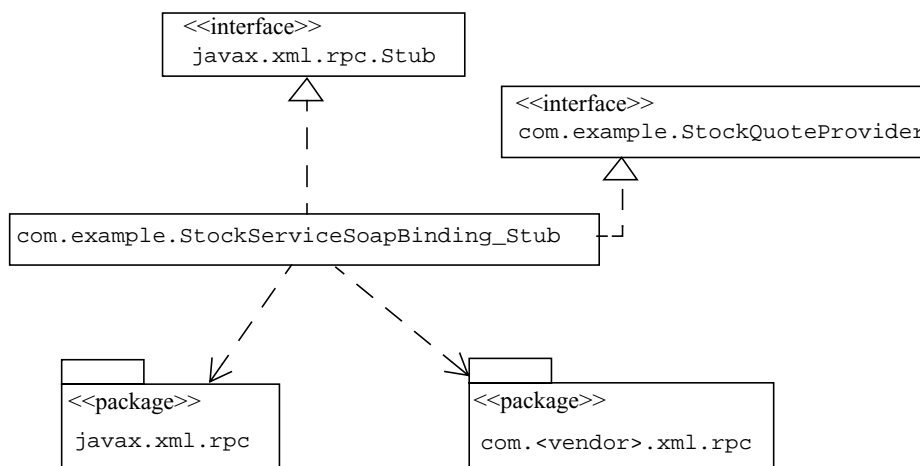 <<interface>>
javax.xml.rpc.Stub
<<interface>>
com.example.StockQuoteProvider
com.example.StockServiceSoapBinding_Stub
<<package>>
javax.xml.rpc
<<package>>
com.<vendor>.xml.rpc